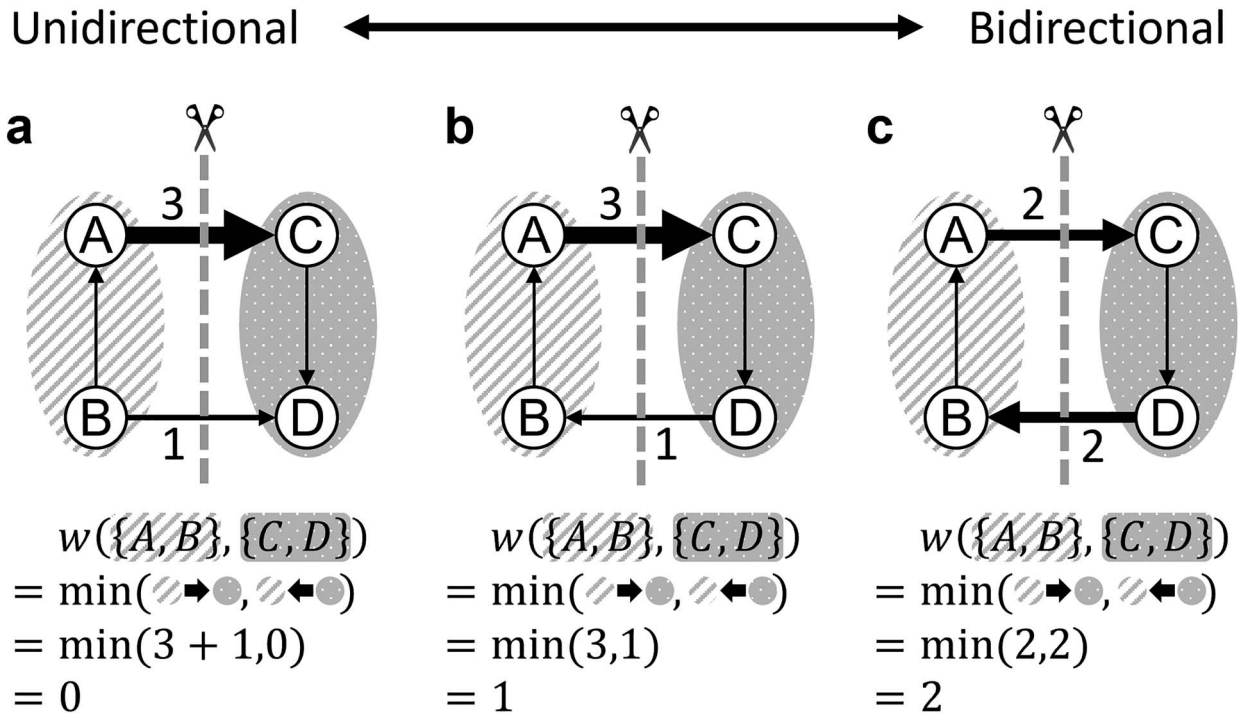 Unidirectional Bidirectional
a b c
3 3 2
A C A C A C
B D B D B D
1 1 2
w({A, B}, {C, D}) w({A, B}, {C, D}) w({A, B}, {C, D})
= min( , ) = min( , ) = min( , )
= min(3 + 1,0) = min(3,1) = min(2,2)
= 0 = 1 = 2